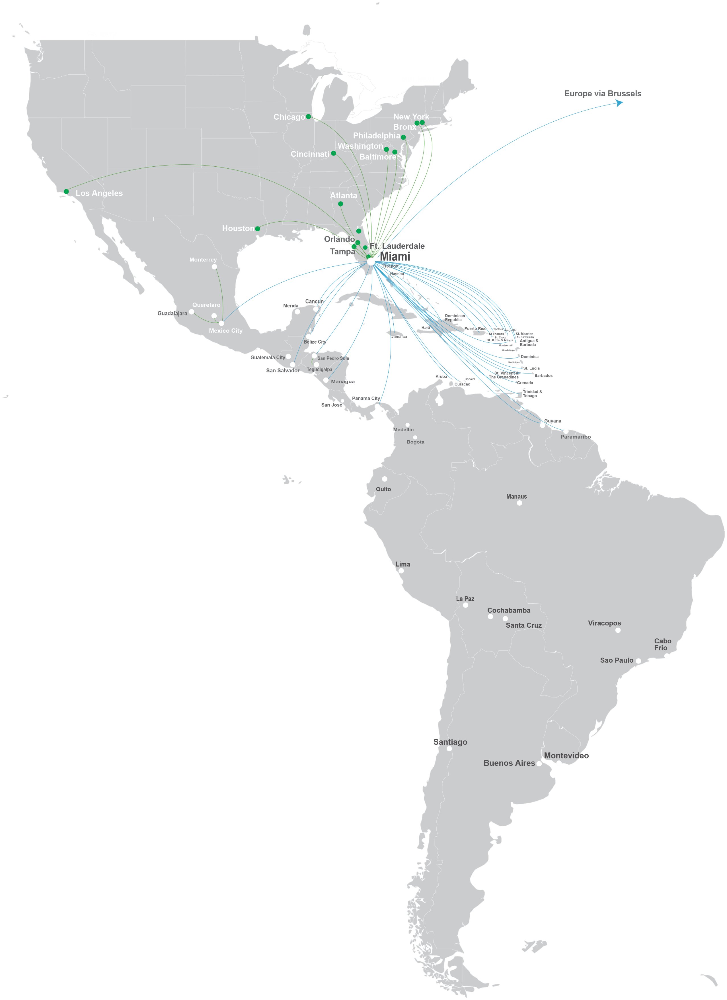 Europe via Brussels
Chicago
New York
Bronx
Philadelphia
Washington
Baltimore
Cincinnati
Los Angeles
Atlanta
Houston
Orlando
Ft. Lauderdale
Tampa
Miami
Monterrey
Freeport
Nassau
Cancun
Merida
Queretaro
Guadalajara
Mexico City
Dominican
Republic
Haiti
Puerto Rico
Tortola
Anguilla
St Thomas
St. Maarten
St. Barthelemy
St. Croix
St. Kitts & Nevis
Antigua &
Barbuda
Jamaica
Montserrat
Guadeloupe
Belize City
Guatemala City
San Pedro Sula
Dominica
Martinique
San Salvador
Tegucigalpa
St. Lucia
St. Vincent &
The Grenadines
Barbados
Aruba
Bonaire
Curacao
Managua
Grenada
Trinidad &
Tobago
Panama City
San Jose
Guyana
Medellin
Paramaribo
Bogota
Quito
Manaus
Lima
La Paz
Cochabamba
Santa Cruz
Viracopos
Cabo
Frio
Sao Paulo
Santiago
Montevideo
Buenos Aires